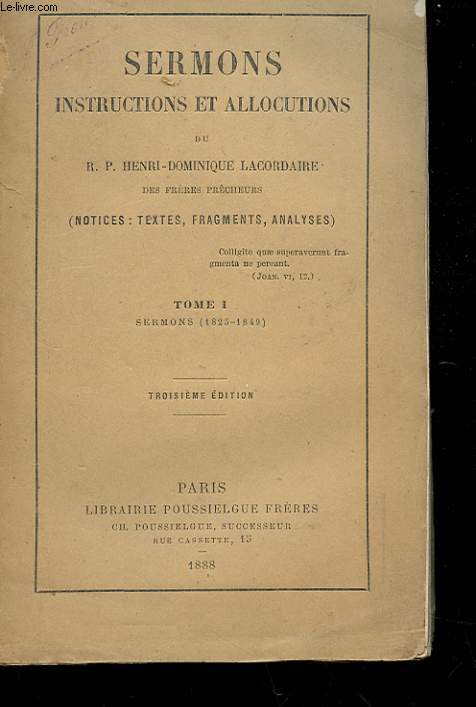 www.le-livre.com
SERMONS
INSTRUCTIONS ET ALLOCUTIONS
DU
R. P. HENRI-DOMINIQUE LACORDAIRE
DES FRÈRES PRÊCHEURS
(NOTICES : TEXTES, FRAGMENTS, ANALYSES)
Colligite quæ superaverunt fra-
gmenta ne pereant.
(JOAN. VI, 12.)
TOME I
SERMONS (1825-1849)
TROISIÈME ÉDITION
PARIS
LIBRAIRIE POUSSIELGUE FRÈRES
CH. POUSSIELGUE, SUCCESSEUR
RUE CASSETTE, 15
1888